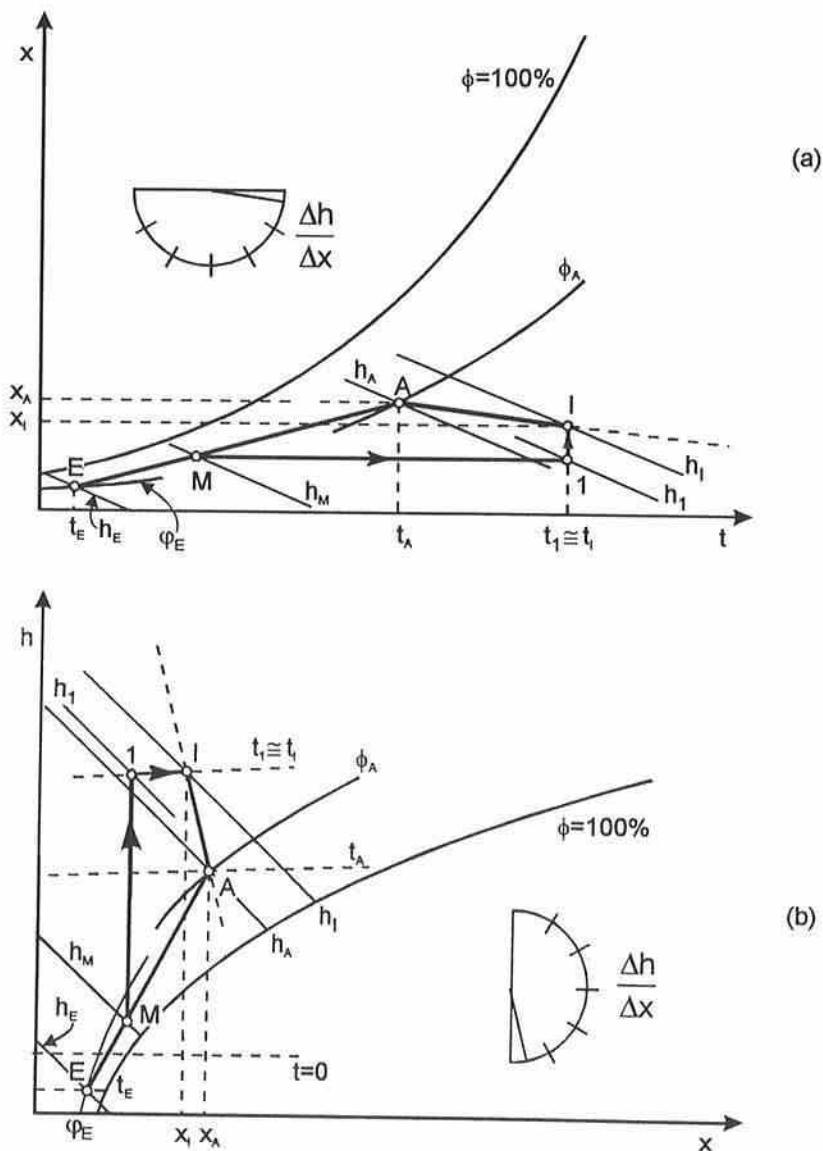 x
ϕ=100%
(a)
Δh
Δx
ϕA
hA
A
xA
xI
I
E
M
hI
hM
h1
1
tE
hE
φE
tA
t1≅tI
t
h
h1
1
I
t1≅tI
ϕA
ϕ=100%
tA
A
hI
hA
(b)
hM
Δh
Δx
hE
M
E
tE
t=0
φE
xI
xA
x